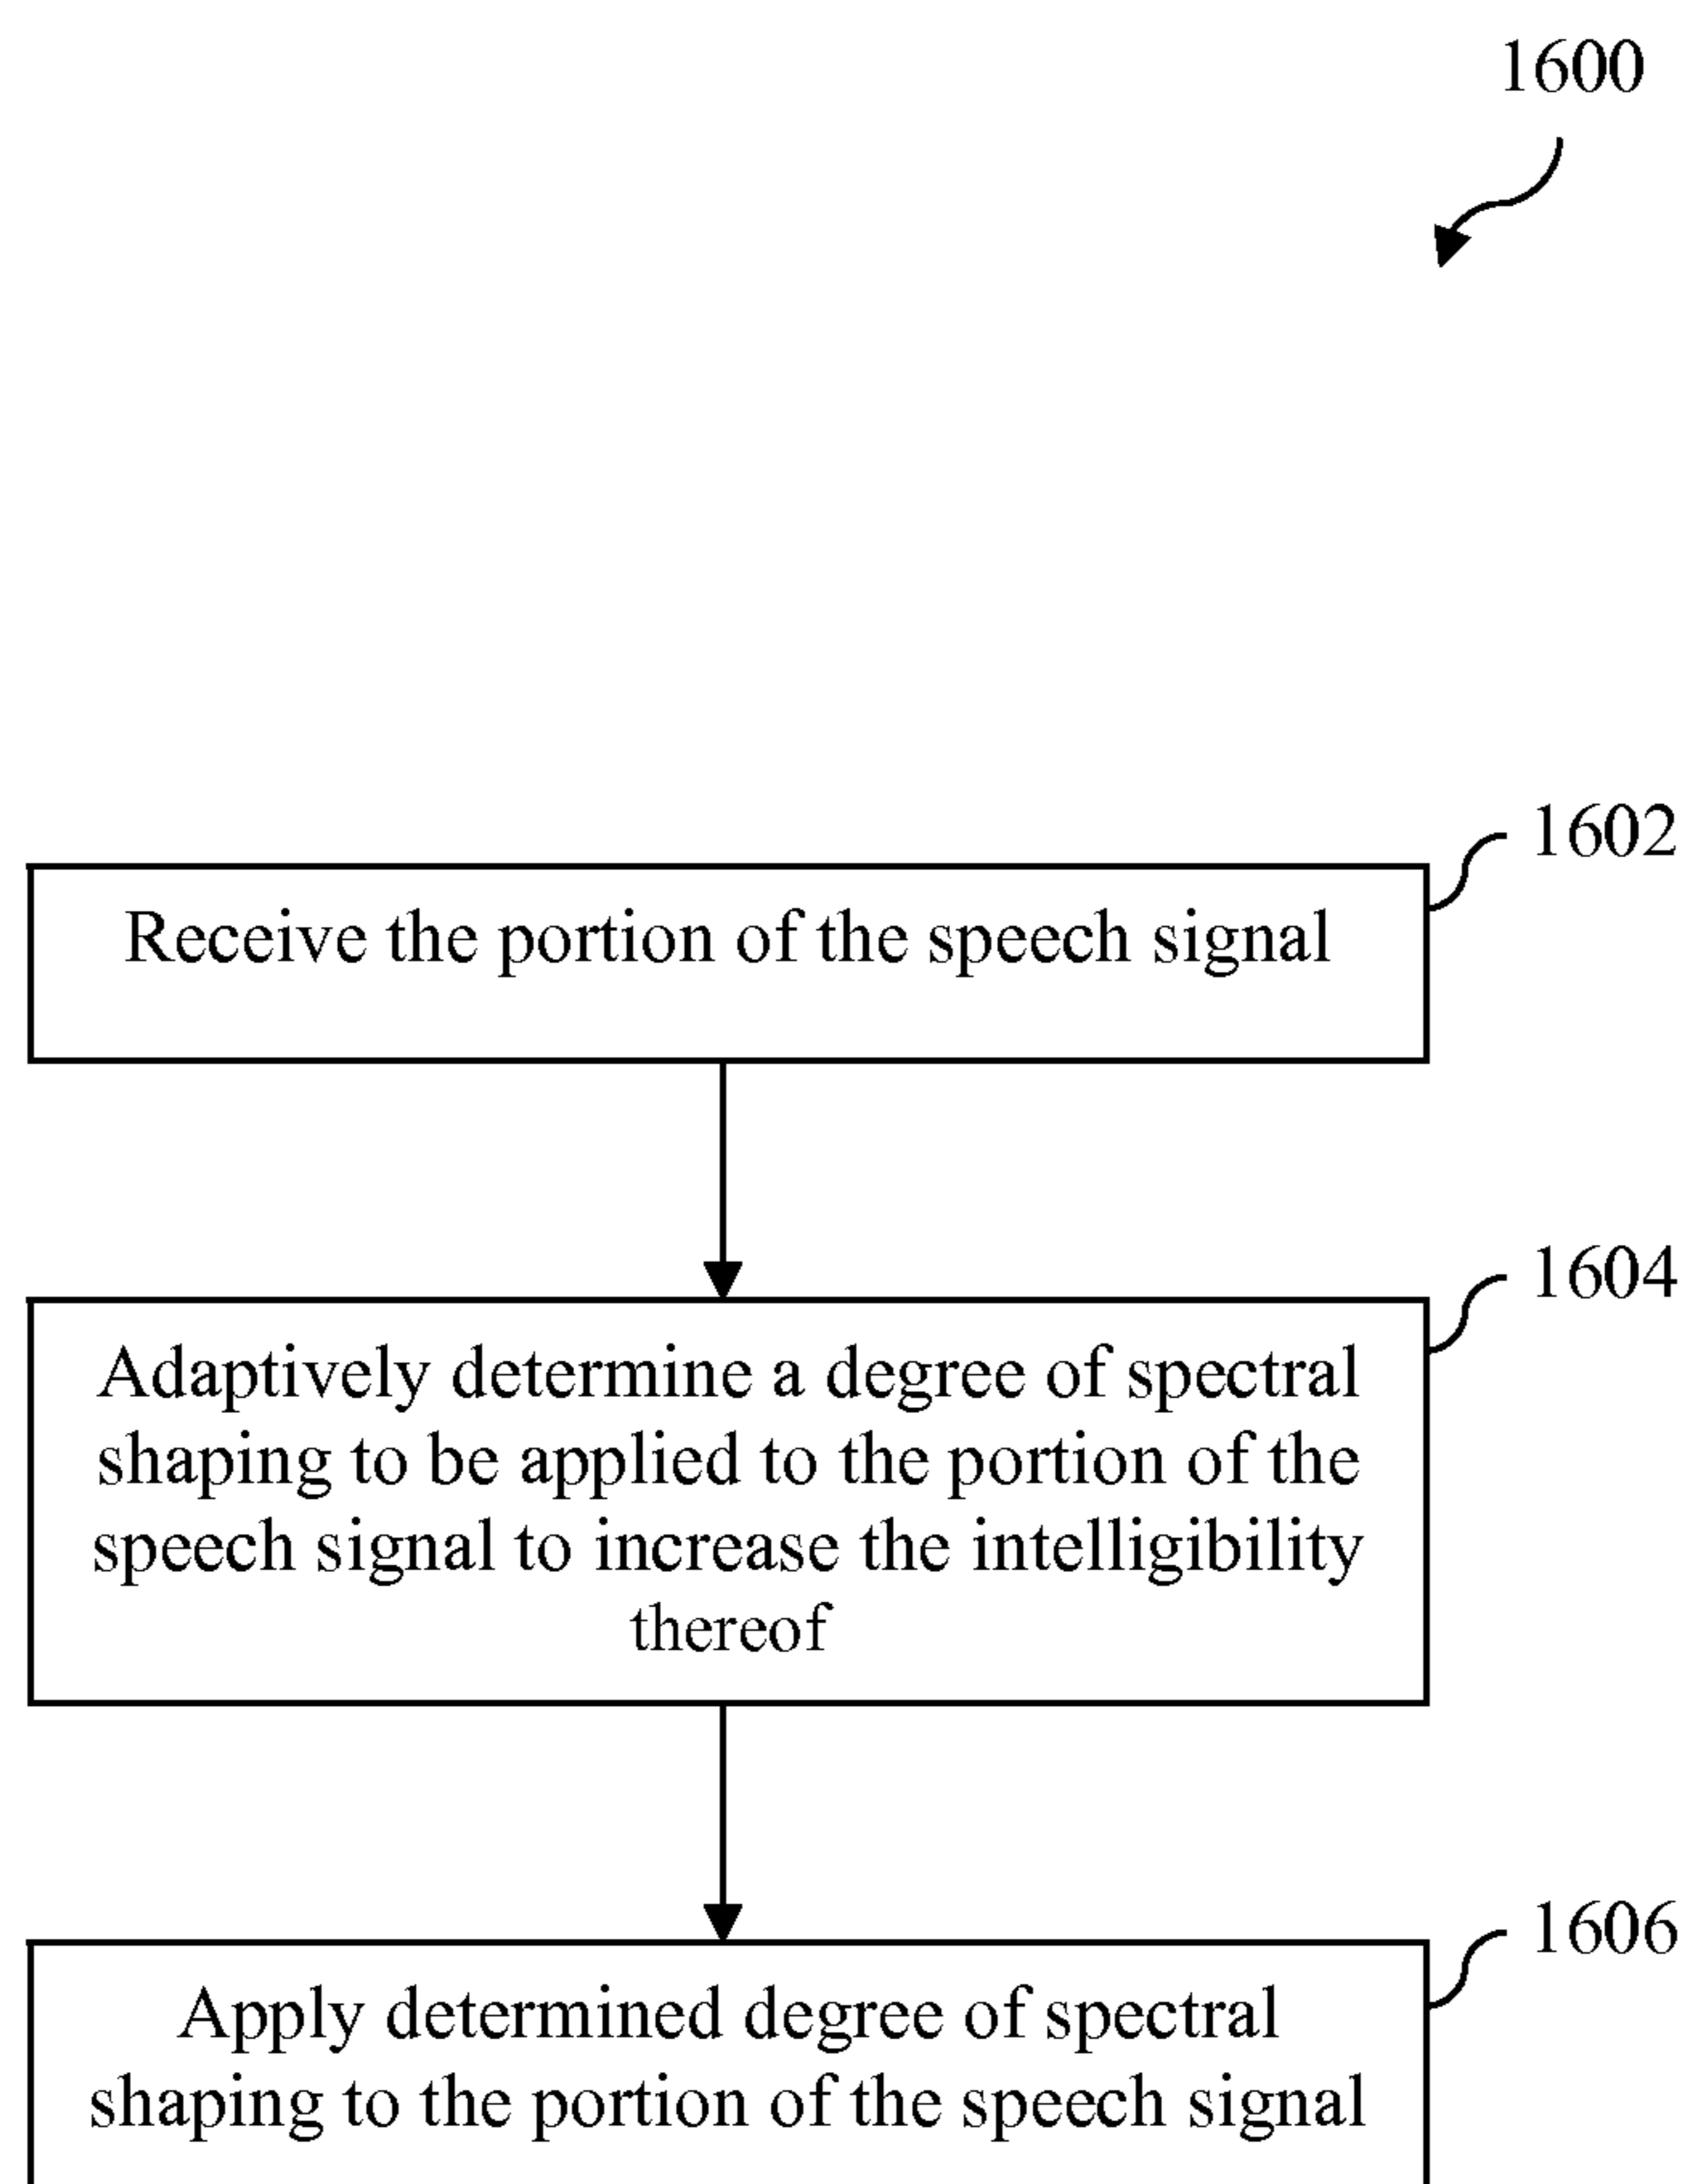 1600
1602
Receive the portion of the speech signal
1604
Adaptively determine a degree of spectral
shaping to be applied to the portion of the
speech signal to increase the intelligibility
thereof
1606
Apply determined degree of spectral
shaping to the portion of the speech signal